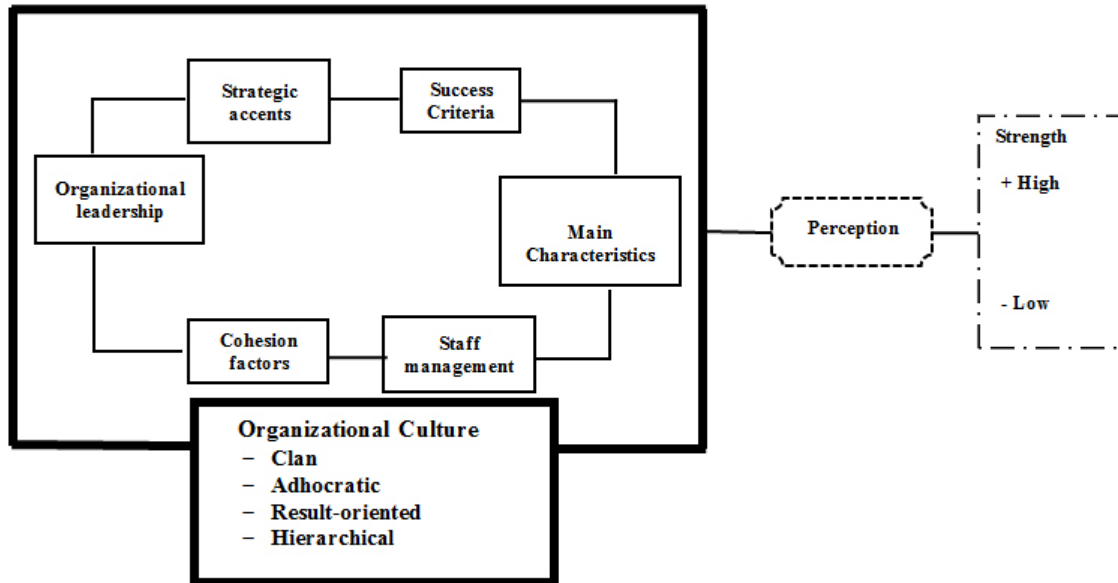 Strategic
accents
Success
Criteria
Organizational
leadership
Main
Characteristics
Cohesion
factors
Staff
management
Organizational Culture
– Clan
– Adhocratic
– Result-oriented
– Hierarchical
Perception
Strength
+ High
- Low